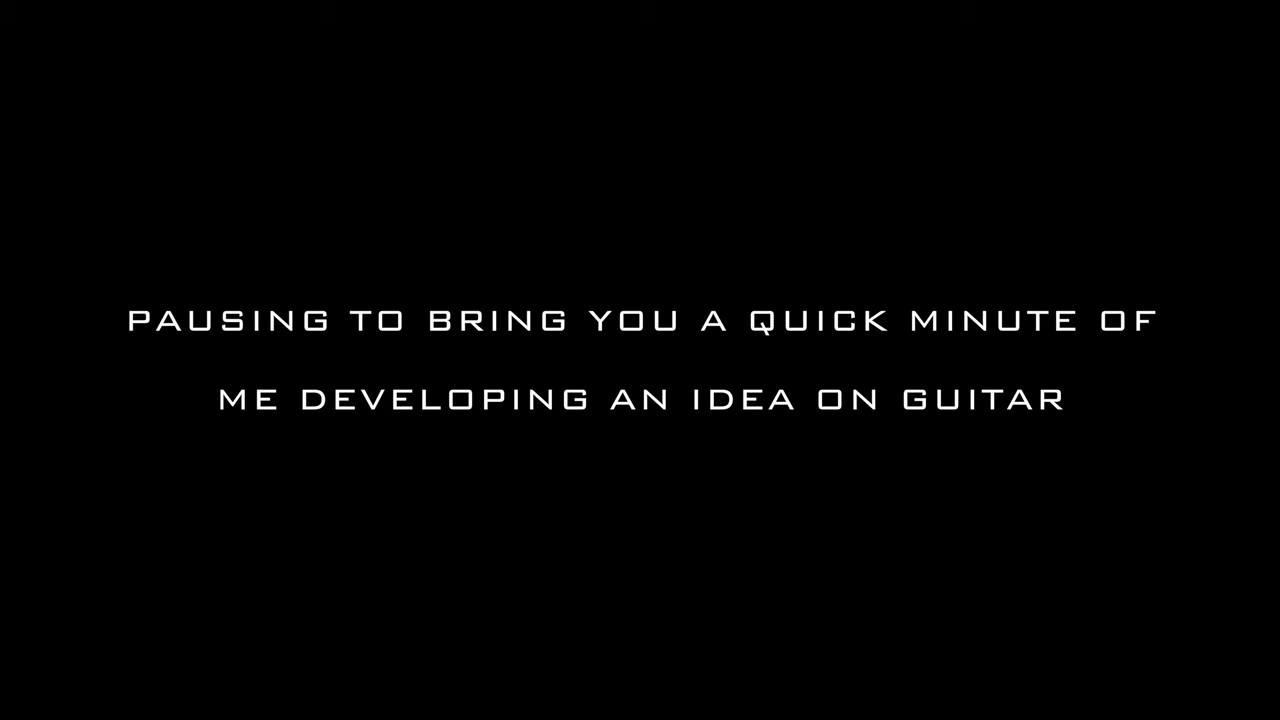 PAUSING TO BRING YOU A QUICK MINUTE OF
ME DEVELOPING AN IDEA ON GUITAR